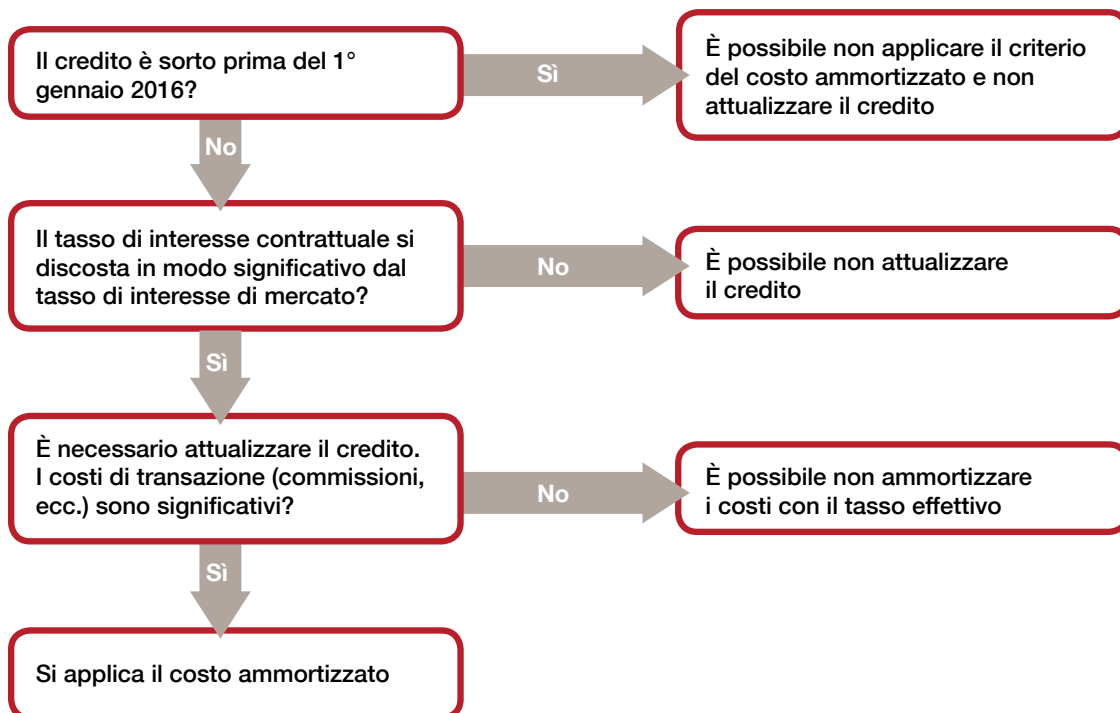 Il credito è sorto prima del 1°
gennaio 2016?
Sì
È possibile non applicare il criterio
del costo ammortizzato e non
attualizzare il credito
No
Il tasso di interesse contrattuale si
discosta in modo significativo dal
tasso di interesse di mercato?
No
È possibile non attualizzare
il credito
Sì
È necessario attualizzare il credito.
I costi di transazione (commissioni,
ecc.) sono significativi?
No
È possibile non ammortizzare
i costi con il tasso effettivo
Sì
Si applica il costo ammortizzato